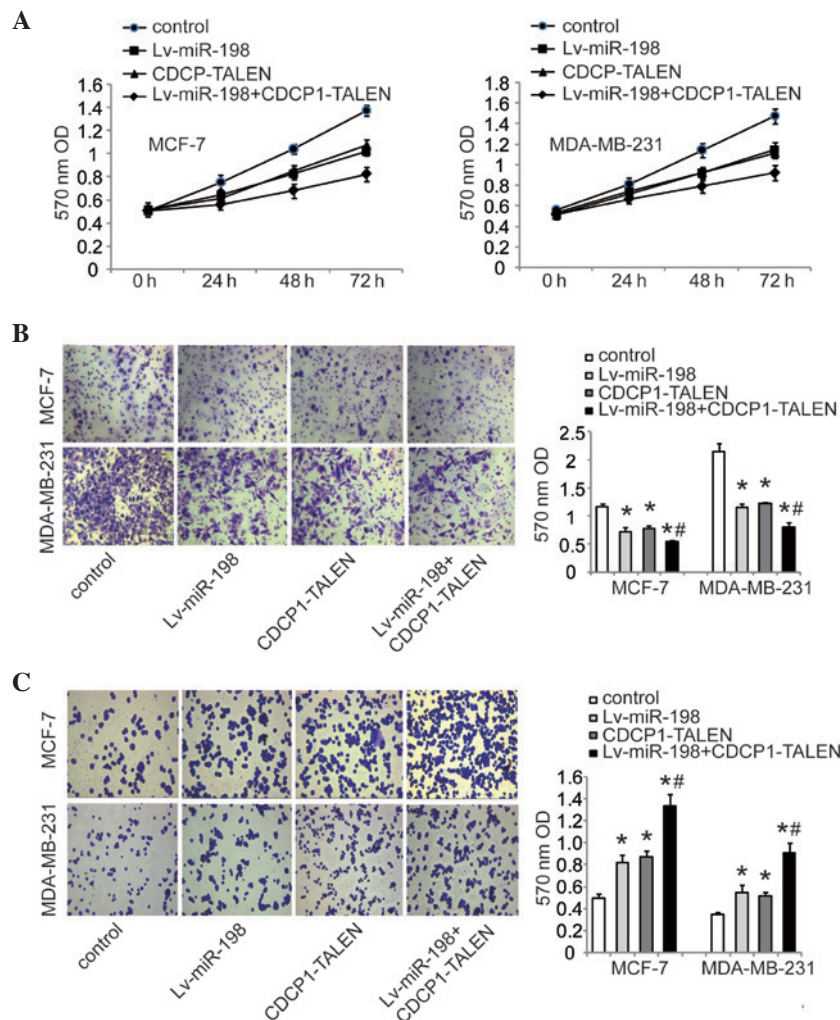 A
control
Lv-miR-198
CDCP-TALEN
Lv-miR-198+CDCP1-TALEN
1.6
1.4
1.2
1
0.8
0.6
0.4
0.2
0
570 nm OD
MCF-7
0 h 24 h 48 h 72 h
control
Lv-miR-198
CDCP-TALEN
Lv-miR-198+CDCP1-TALEN
1.8
1.6
1.4
1.2
1
0.8
0.6
0.4
0.2
0
570 nm OD
MDA-MB-231
0 h 24 h 48 h 72 h
B
MCF-7
MDA-MB-231
control
Lv-miR-198
CDCP1-TALEN
Lv-miR-198+
CDCP1-TALEN
control
Lv-miR-198
CDCP1-TALEN
Lv-miR-198+CDCP1-TALEN
2.5
2
1.5
1
0.5
0
570 nm OD
* * *# * * *#
MCF-7 MDA-MB-231
C
MCF-7
MDA-MB-231
control
Lv-miR-198
CDCP1-TALEN
Lv-miR-198+
CDCP1-TALEN
control
Lv-miR-198
CDCP1-TALEN
Lv-miR-198+CDCP1-TALEN
1.6
1.4
1.2
1.0
0.8
0.6
0.4
0.2
0
570 nm OD
* * *# * * *#
MCF-7 MDA-MB-231